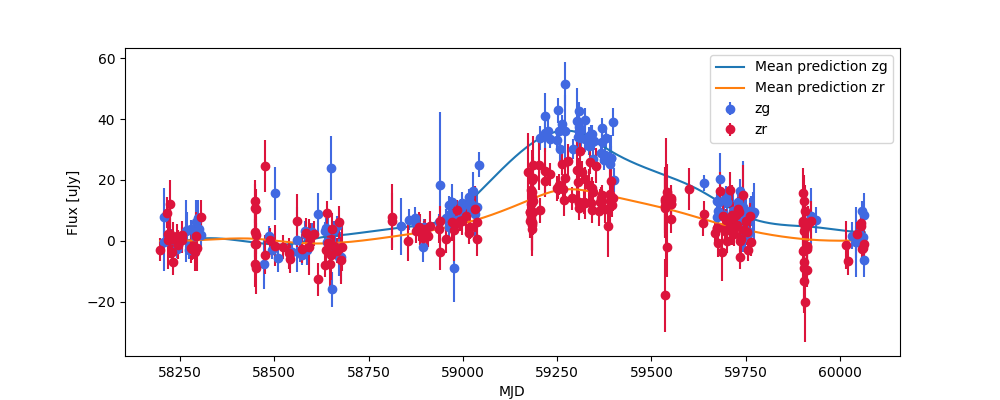 60
40
20
0
−20
Flux [uJy]
58250 58500 58750 59000 59250 59500 59750 60000
MJD
Mean prediction zg
Mean prediction zr
zg
zr